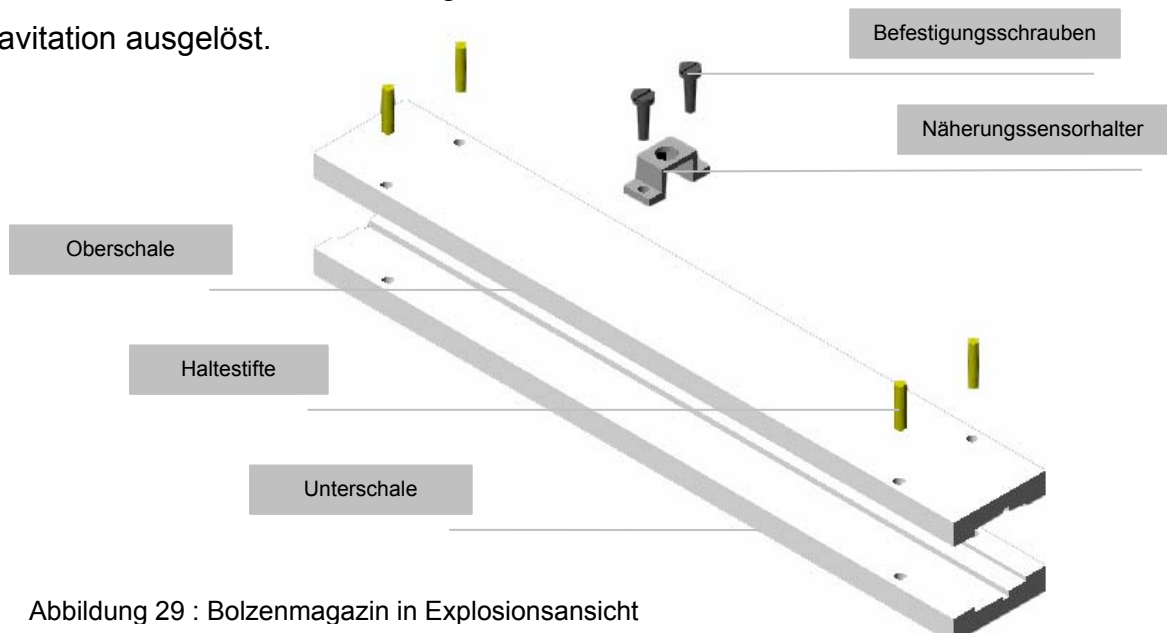 avitation ausgelöst.
Befestigungsschrauben
Näherungssensorhalter
Oberschale
Haltestifte
Unterschale
Abbildung 29 : Bolzenmagazin in Explosionsansicht